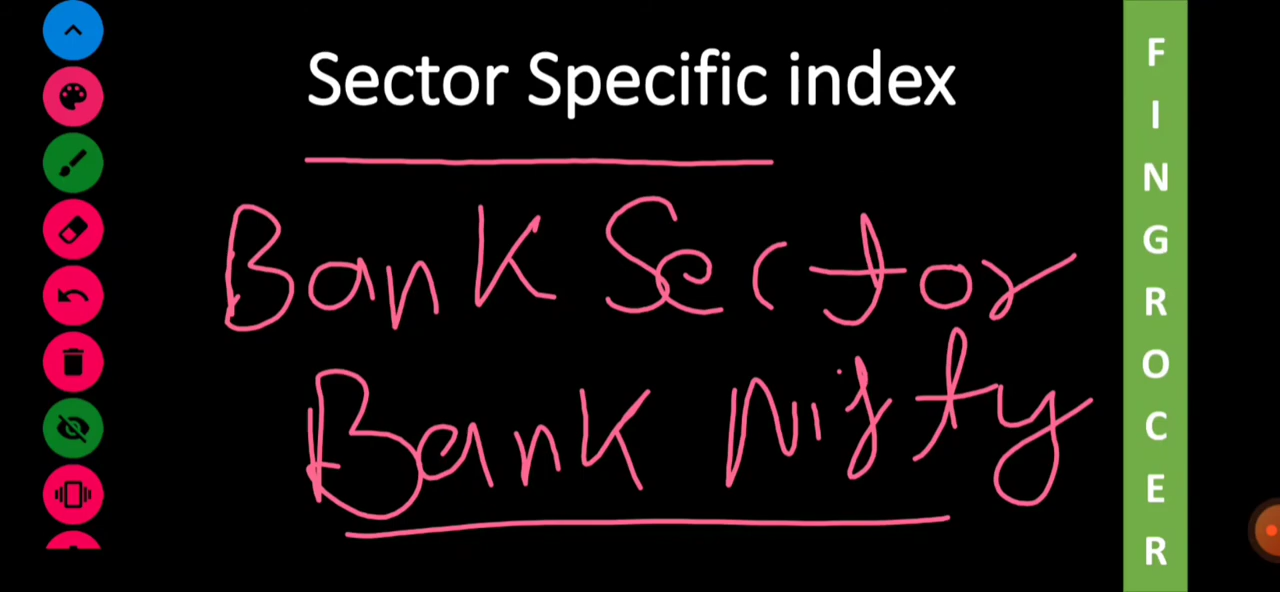 Sector Specific index
Bank Sector
Bank Nifty
FINGROCER